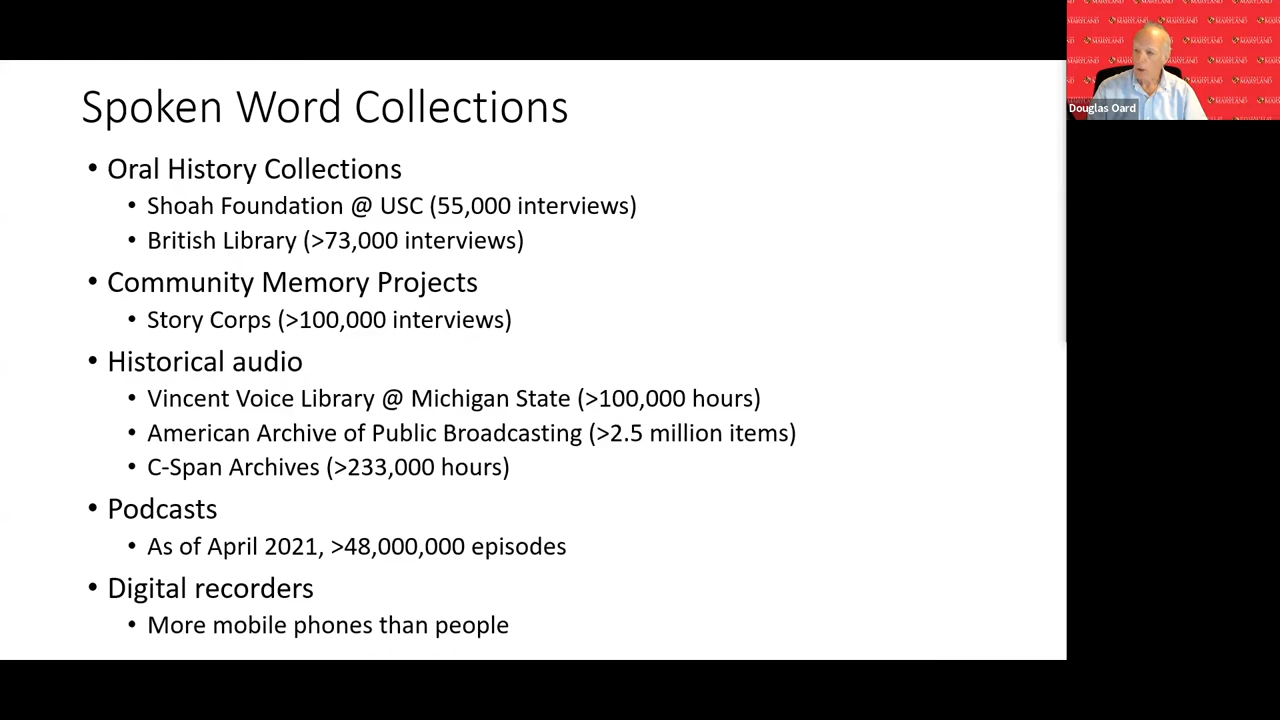 Spoken Word Collections
• Oral History Collections
• Shoah Foundation @ USC (55,000 interviews)
• British Library (>73,000 interviews)
• Community Memory Projects
• Story Corps (>100,000 interviews)
• Historical audio
• Vincent Voice Library @ Michigan State (>100,000 hours)
• American Archive of Public Broadcasting (>2.5 million items)
• C-Span Archives (>233,000 hours)
• Podcasts
• As of April 2021, >48,000,000 episodes
• Digital recorders
• More mobile phones than people
MARYLAND
Douglas Oard